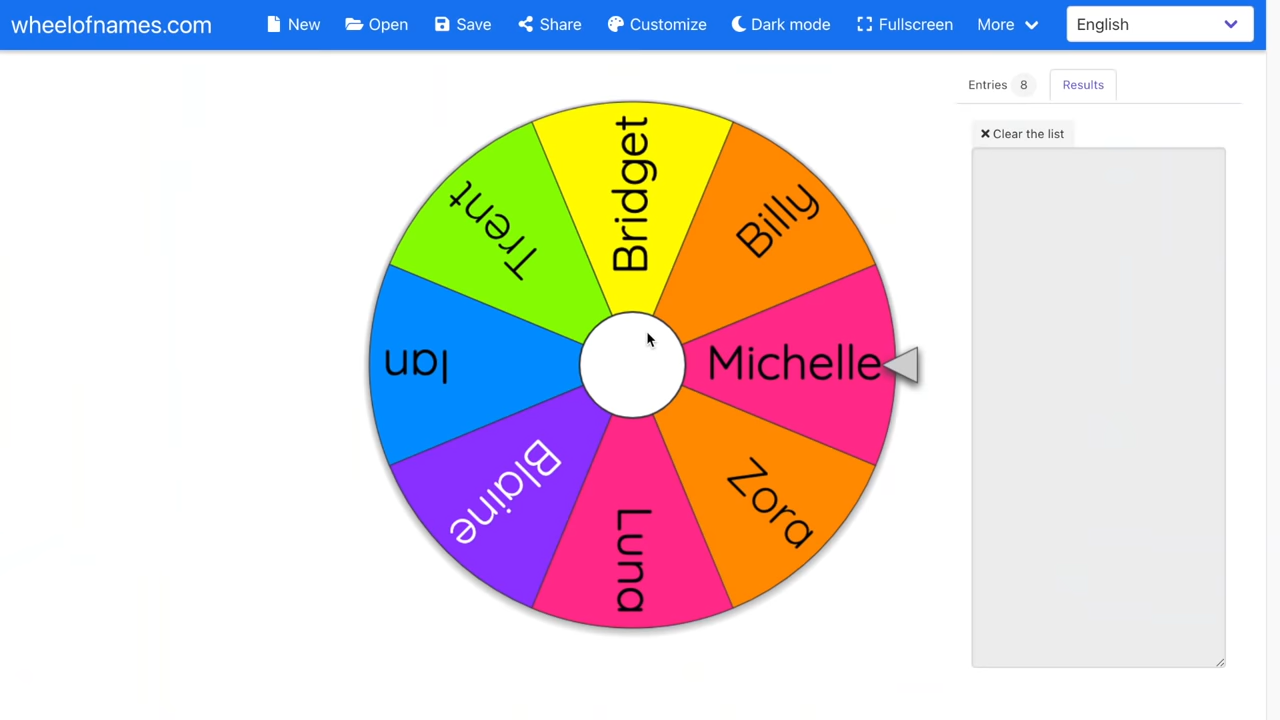 wheelofnames.com
New
Open
Save
Share
Customize
Dark mode
Fullscreen
More
English
Entries 8
Results
Clear the list
Bridget
Billy
Michelle
Zora
Luna
Blaine
Ian
Trent